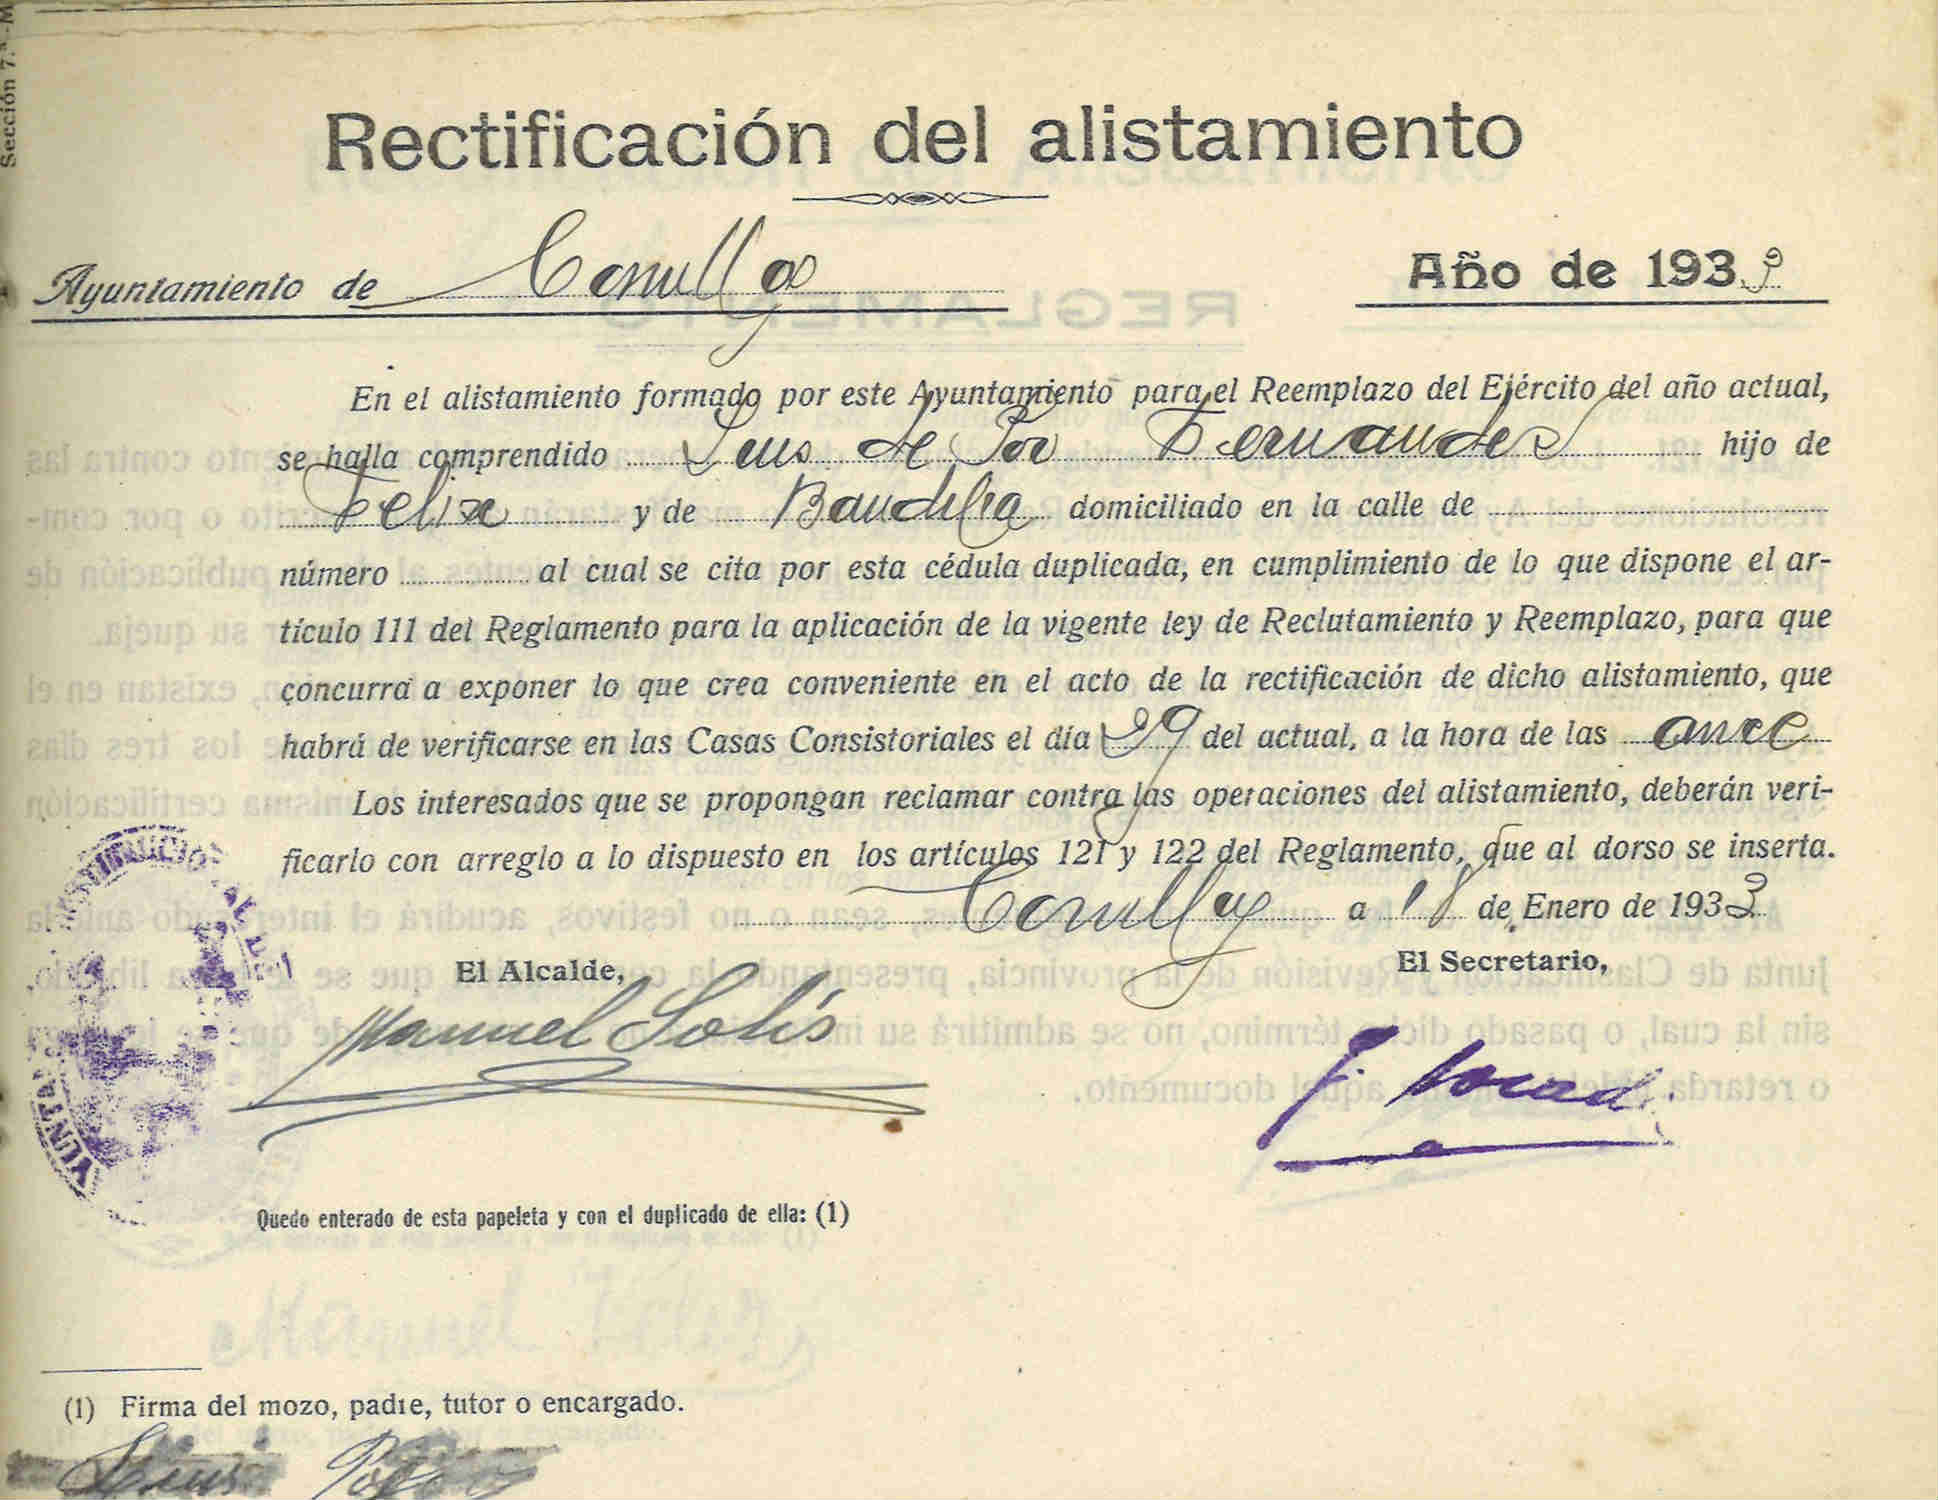 Sección 7.ª
Rectificación del alistamiento
Ayuntamiento de Comillas Año de 1933
En el alistamiento formado por este Ayuntamiento para el Reemplazo del Ejército del año actual,
se halla comprendido Luis de Fernandez hijo de
Felix y de Baudilia domiciliado en la calle de
número al cual se cita por esta cédula duplicada, en cumplimiento de lo que dispone el ar-
tículo 111 del Reglamento para la aplicación de la vigente ley de Reclutamiento y Reemplazo, para que
concurra a exponer lo que crea conveniente en el acto de la rectificación de dicho alistamiento, que
habrá de verificarse en las Casas Consistoriales el día 29 del actual, a la hora de las once
Los interesados que se propongan reclamar contra las operaciones del alistamiento, deberán veri-
ficarlo con arreglo a lo dispuesto en los artículos 121 y 122 del Reglamento, que al dorso se inserta.
Comillas a 18 de Enero de 1933
El Alcalde, El Secretario,
Manuel Solís
Quedo enterado de esta papeleta y con el duplicado de ella: (1)
(1) Firma del mozo, padre, tutor o encargado.
Luis